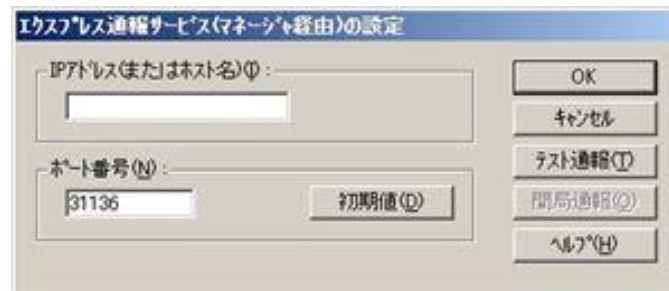 ｴｸｽﾌﾟﾚｽ通報ｻｰﾋﾞｽ(ﾏﾈｰｼﾞｬ経由)の設定
IPｱﾄﾞﾚｽ(またはﾎｽﾄ名)(I) :
OK
ｷｬﾝｾﾙ
ﾎﾟｰﾄ番号(N) :
31136
初期値(D)
ﾃｽﾄ通報(T)
開局通報(O)
ﾍﾙﾌﾟ(H)